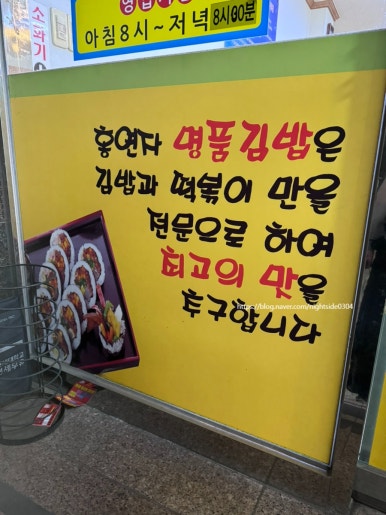 영업시간
아침8시~저녁8시00분
홍연자 명품김밥은
김밥과 떡볶이 만을
전문으로 하여
최고의 맛을
추구합니다
https://blog.naver.com/nightside0304